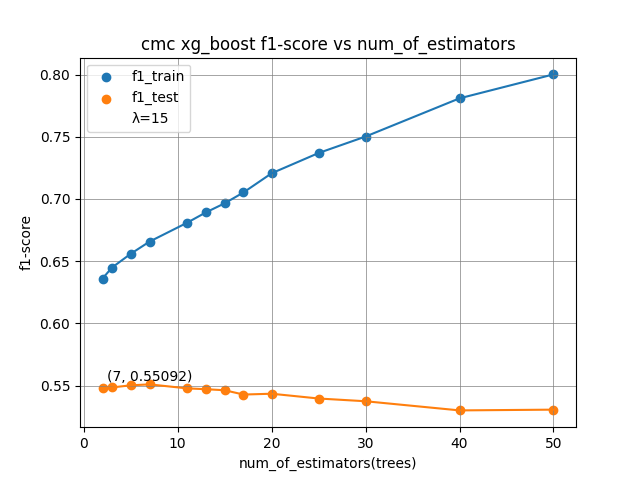 cmc xg_boost f1-score vs num_of_estimators
f1_train
f1_test
λ=15
0.80
0.75
0.70
0.65
0.60
0.55
f1-score
(7, 0.55092)
0
10
20
30
40
50
num_of_estimators(trees)